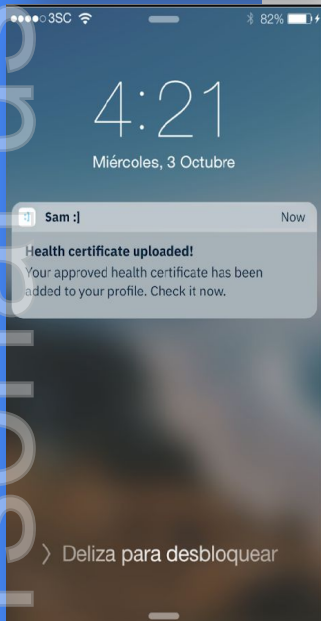 3SC 82%
4:21
Miércoles, 3 Octubre
Sam :] Now
Health certificate uploaded!
Your approved health certificate has been
added to your profile. Check it now.
> Deliza para desbloquear